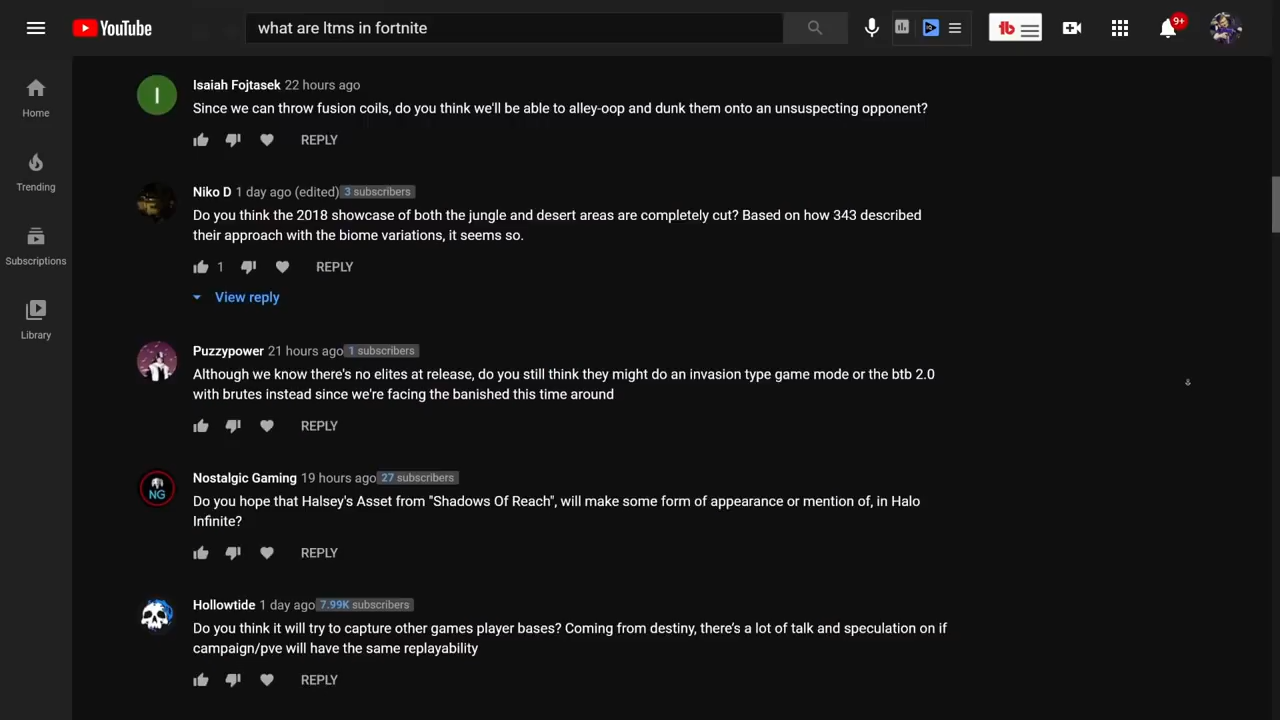 YouTube
what are ltms in fortnite
9+
Home
Trending
Subscriptions
Library
Isaiah Fojtasek 22 hours ago
Since we can throw fusion coils, do you think we'll be able to alley-oop and dunk them onto an unsuspecting opponent?
REPLY
Niko D 1 day ago (edited) 3 subscribers
Do you think the 2018 showcase of both the jungle and desert areas are completely cut? Based on how 343 described
their approach with the biome variations, it seems so.
1 REPLY
View reply
Puzzypower 21 hours ago 1 subscribers
Although we know there's no elites at release, do you still think they might do an invasion type game mode or the btb 2.0
with brutes instead since we're facing the banished this time around
REPLY
Nostalgic Gaming 19 hours ago 27 subscribers
NG
Do you hope that Halsey's Asset from "Shadows Of Reach", will make some form of appearance or mention of, in Halo
Infinite?
REPLY
Hollowtide 1 day ago 7.99K subscribers
Do you think it will try to capture other games player bases? Coming from destiny, there's a lot of talk and speculation on if
campaign/pve will have the same replayability
REPLY